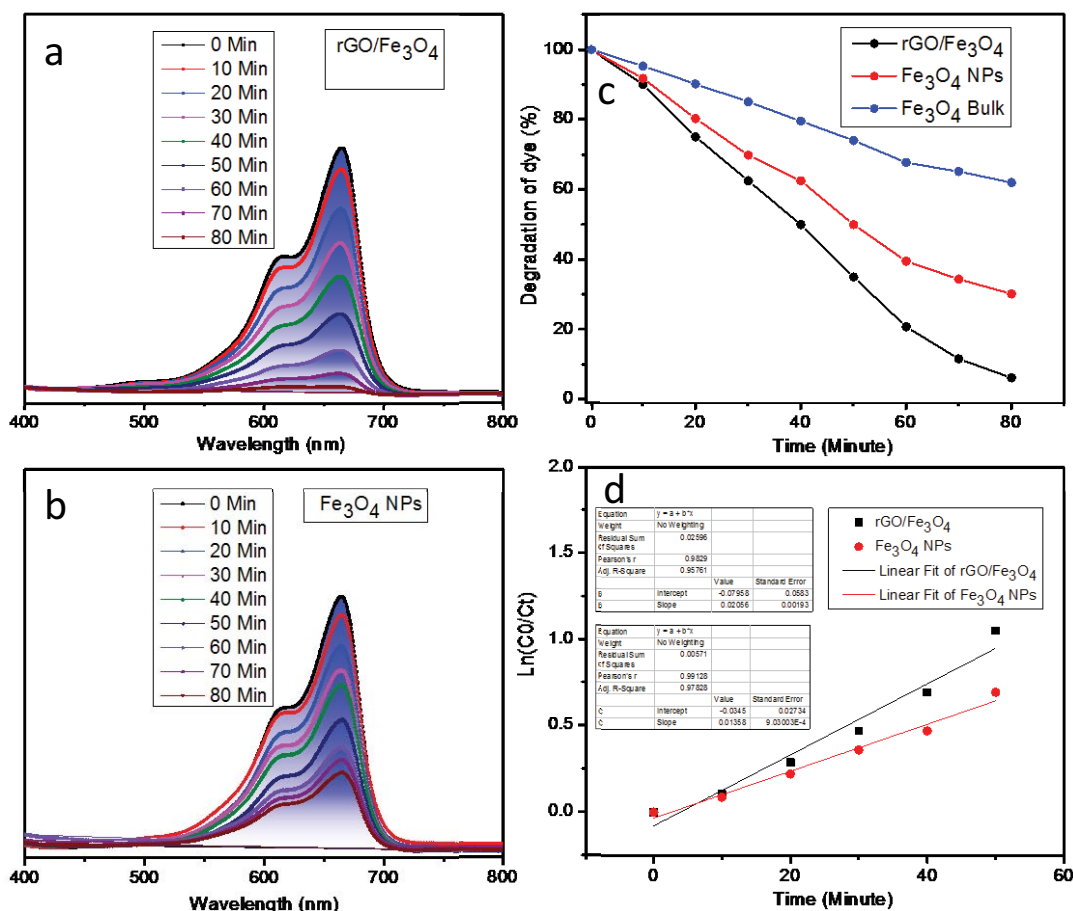 a
rGO/Fe₃O₄
0 Min
10 Min
20 Min
30 Min
40 Min
50 Min
60 Min
70 Min
80 Min
400 500 600 700 800
Wavelength (nm)
c
rGO/Fe₃O₄
Fe₃O₄ NPs
Fe₃O₄ Bulk
Degradation of dye (%)
100
80
60
40
20
0
0 20 40 60 80
Time (Minute)
b
Fe₃O₄ NPs
0 Min
10 Min
20 Min
30 Min
40 Min
50 Min
60 Min
70 Min
80 Min
400 500 600 700 800
Wavelength (nm)
d
rGO/Fe₃O₄
Fe₃O₄ NPs
Linear Fit of rGO/Fe₃O₄
Linear Fit of Fe₃O₄ NPs
Equation y = a + b*x
Weight No Weighting
Residual Sum of Squares 0.02596
Pearson's r 0.9829
Adj. R-Square 0.95761
Value Standard Error
B Intercept -0.07958 0.0583
B Slope 0.02056 0.00193
Equation y = a + b*x
Weight No Weighting
Residual Sum of Squares 0.00571
Pearson's r 0.99128
Adj. R-Square 0.97828
Value Standard Error
C Intercept -0.0345 0.02734
C Slope 0.01358 9.03003E-4
Ln(C0/Ct)
2.0
1.5
1.0
0.5
0.0
0 20 40 60
Time (Minute)